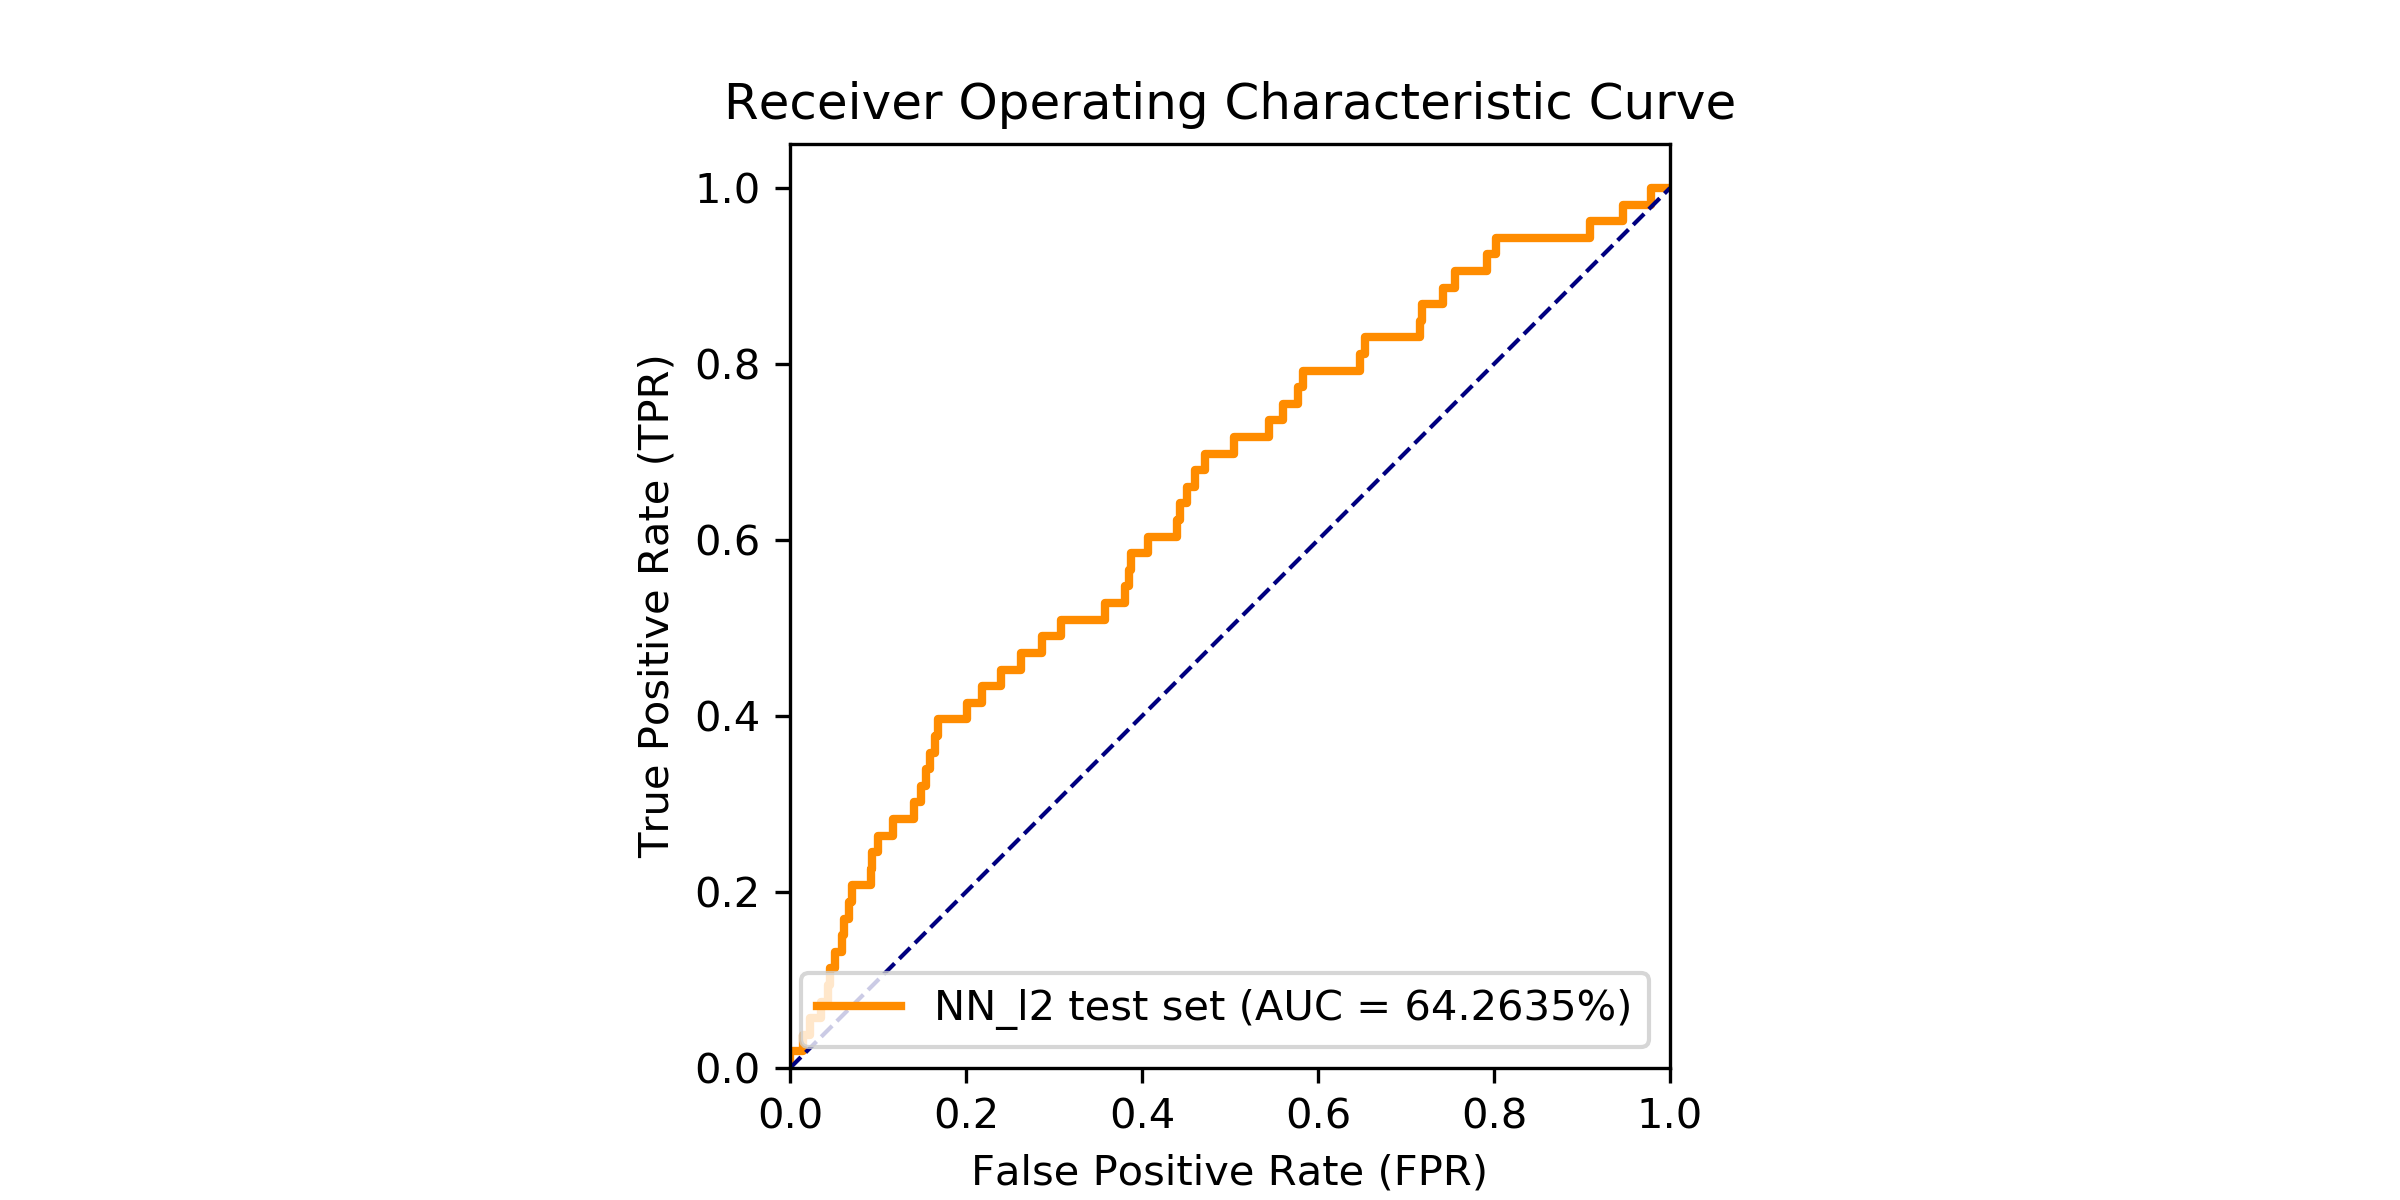 Receiver Operating Characteristic Curve
True Positive Rate (TPR)
1.0
0.8
0.6
0.4
0.2
0.0
NN_l2 test set (AUC = 64.2635%)
0.0 0.2 0.4 0.6 0.8 1.0
False Positive Rate (FPR)